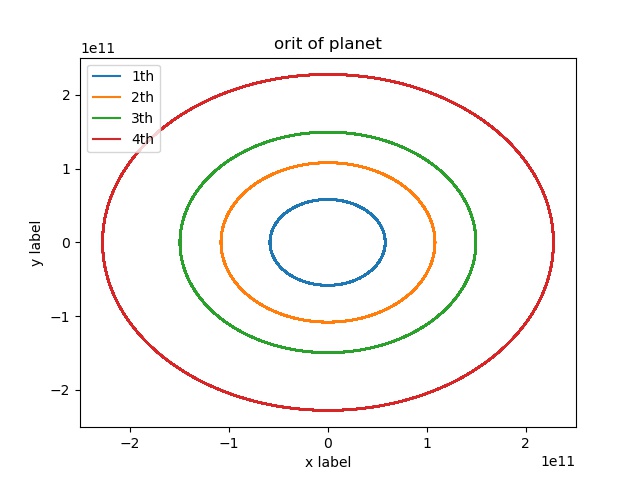 orit of planet
1e11
1th
2th
3th
4th
2
1
0
−1
−2
y label
−2
−1
0
1
2
x label
1e11